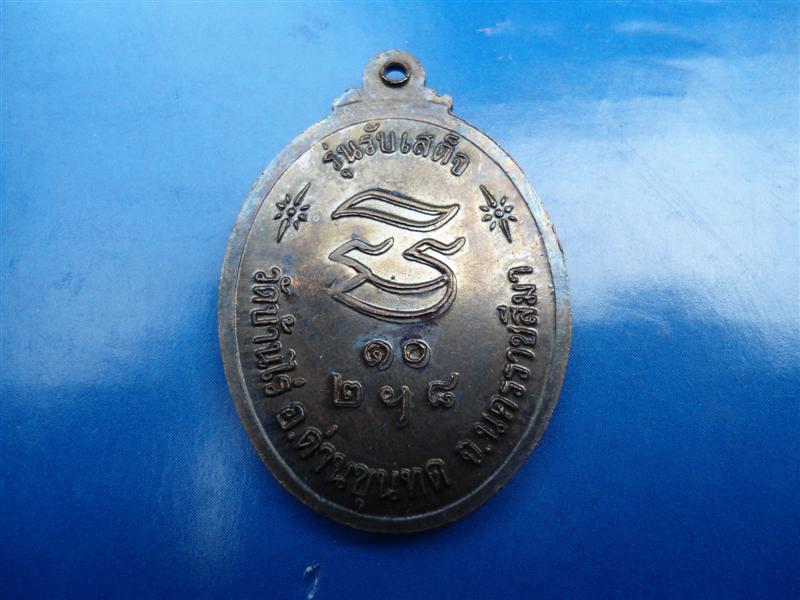 รุ่นรับเสด็จ
๑๐
๒ ๕ ๘
วัดบ้านไร่ อ.ด่านขุนทด จ.นครราชสีมา